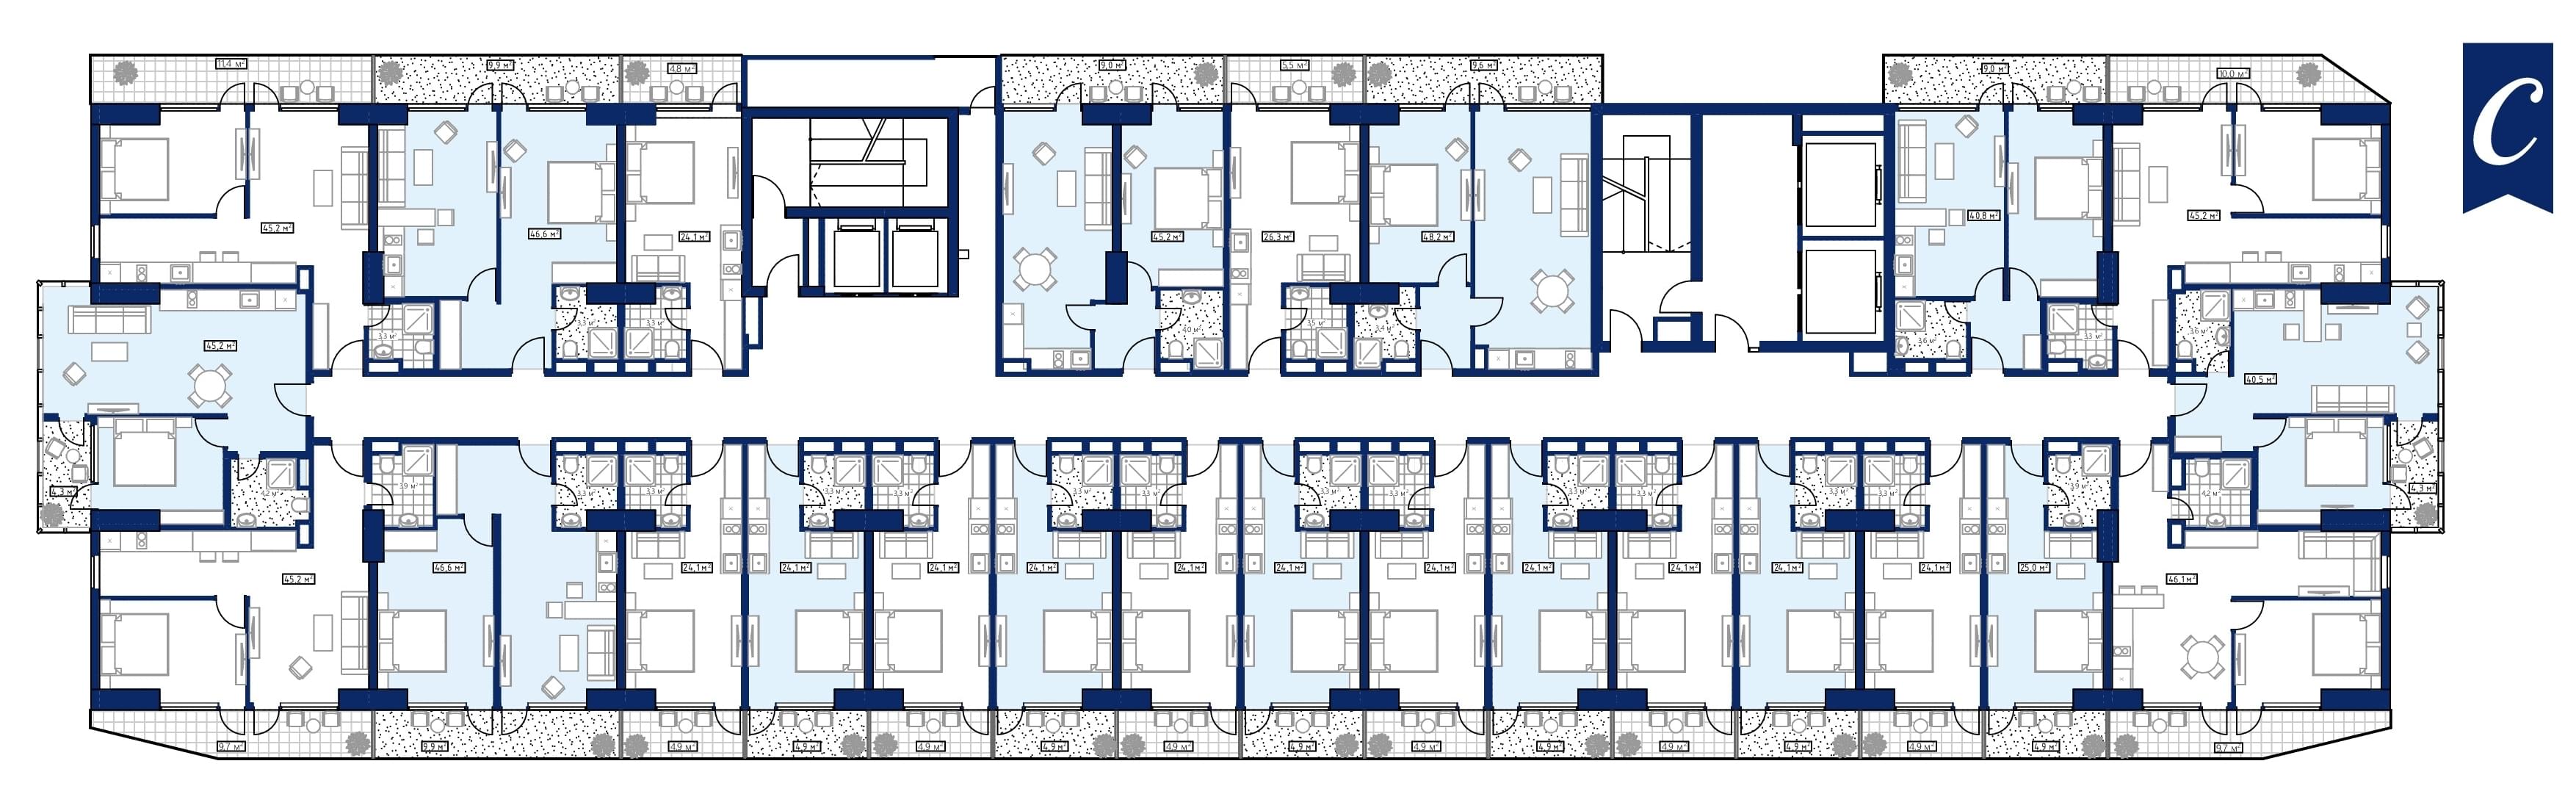 C
11,4 м²
9,9 м²
4,8 м²
9,0 м²
5,5 м²
9,6 м²
9,0 м²
10,0 м²
45,2 м²
46,6 м²
24,1 м²
45,2 м²
26,3 м²
48,2 м²
40,8 м²
45,2 м²
3,3 м²
3,3 м²
3,3 м²
4,0 м²
3,5 м²
3,4 м²
3,6 м²
3,3 м²
3,6 м²
45,2 м²
40,5 м²
4,3 м²
4,2 м²
3,9 м²
3,3 м²
3,3 м²
3,3 м²
3,3 м²
3,3 м²
3,3 м²
3,3 м²
3,3 м²
3,3 м²
3,3 м²
3,3 м²
3,3 м²
3,9 м²
4,2 м²
4,3 м²
45,2 м²
46,6 м²
24,1 м²
24,1 м²
24,1 м²
24,1 м²
24,1 м²
24,1 м²
24,1 м²
24,1 м²
24,1 м²
24,1 м²
24,1 м²
25,0 м²
46,1 м²
9,7 м²
9,9 м²
4,9 м²
4,9 м²
4,9 м²
4,9 м²
4,9 м²
4,9 м²
4,9 м²
4,9 м²
4,9 м²
4,9 м²
4,9 м²
4,9 м²
9,7 м²